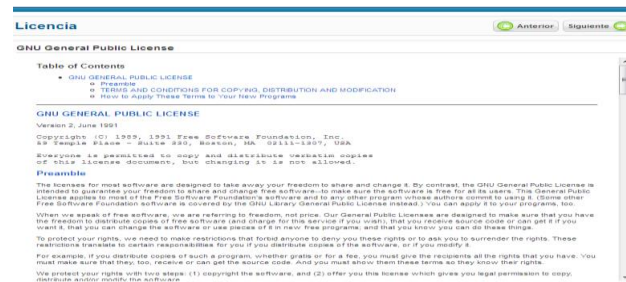 Licencia
Anterior
Siguiente
GNU General Public License
Table of Contents
GNU GENERAL PUBLIC LICENSE
Preamble
TERMS AND CONDITIONS FOR COPYING, DISTRIBUTION AND MODIFICATION
How to Apply These Terms to Your New Programs
GNU GENERAL PUBLIC LICENSE
Version 2, June 1991
Copyright (C) 1989, 1991 Free Software Foundation, Inc.
59 Temple Place - Suite 330, Boston, MA 02111-1307, USA
Everyone is permitted to copy and distribute verbatim copies
of this license document, but changing it is not allowed.
Preamble
The licenses for most software are designed to take away your freedom to share and change it. By contrast, the GNU General Public License is
intended to guarantee your freedom to share and change free software--to make sure the software is free for all its users. This General Public
License applies to most of the Free Software Foundation's software and to any other program whose authors commit to using it. (Some other
Free Software Foundation software is covered by the GNU Library General Public License instead.) You can apply it to your programs, too.
When we speak of free software, we are referring to freedom, not price. Our General Public Licenses are designed to make sure that you have
the freedom to distribute copies of free software (and charge for this service if you wish), that you receive source code or can get it if you
want it, that you can change the software or use pieces of it in new free programs; and that you know you can do these things.
To protect your rights, we need to make restrictions that forbid anyone to deny you these rights or to ask you to surrender the rights. These
restrictions translate to certain responsibilities for you if you distribute copies of the software, or if you modify it.
For example, if you distribute copies of such a program, whether gratis or for a fee, you must give the recipients all the rights that you have. You
must make sure that they, too, receive or can get the source code. And you must show them these terms so they know their rights.
We protect your rights with two steps: (1) copyright the software, and (2) offer you this license which gives you legal permission to copy,
distribute and/or modify the software.